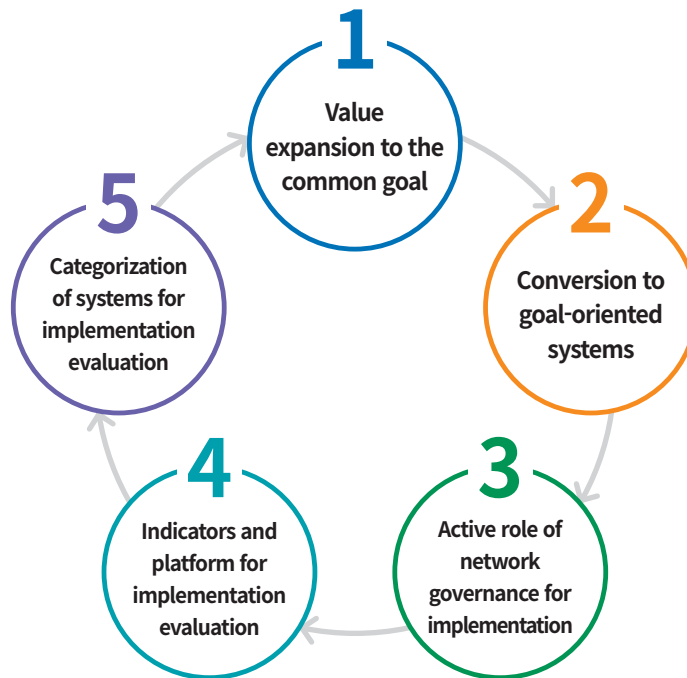 1
Value
expansion to the
common goal
2
Conversion to
goal-oriented
systems
3
Active role of
network
governance for
implementation
4
Indicators and
platform for
implementation
evaluation
5
Categorization
of systems for
implementation
evaluation